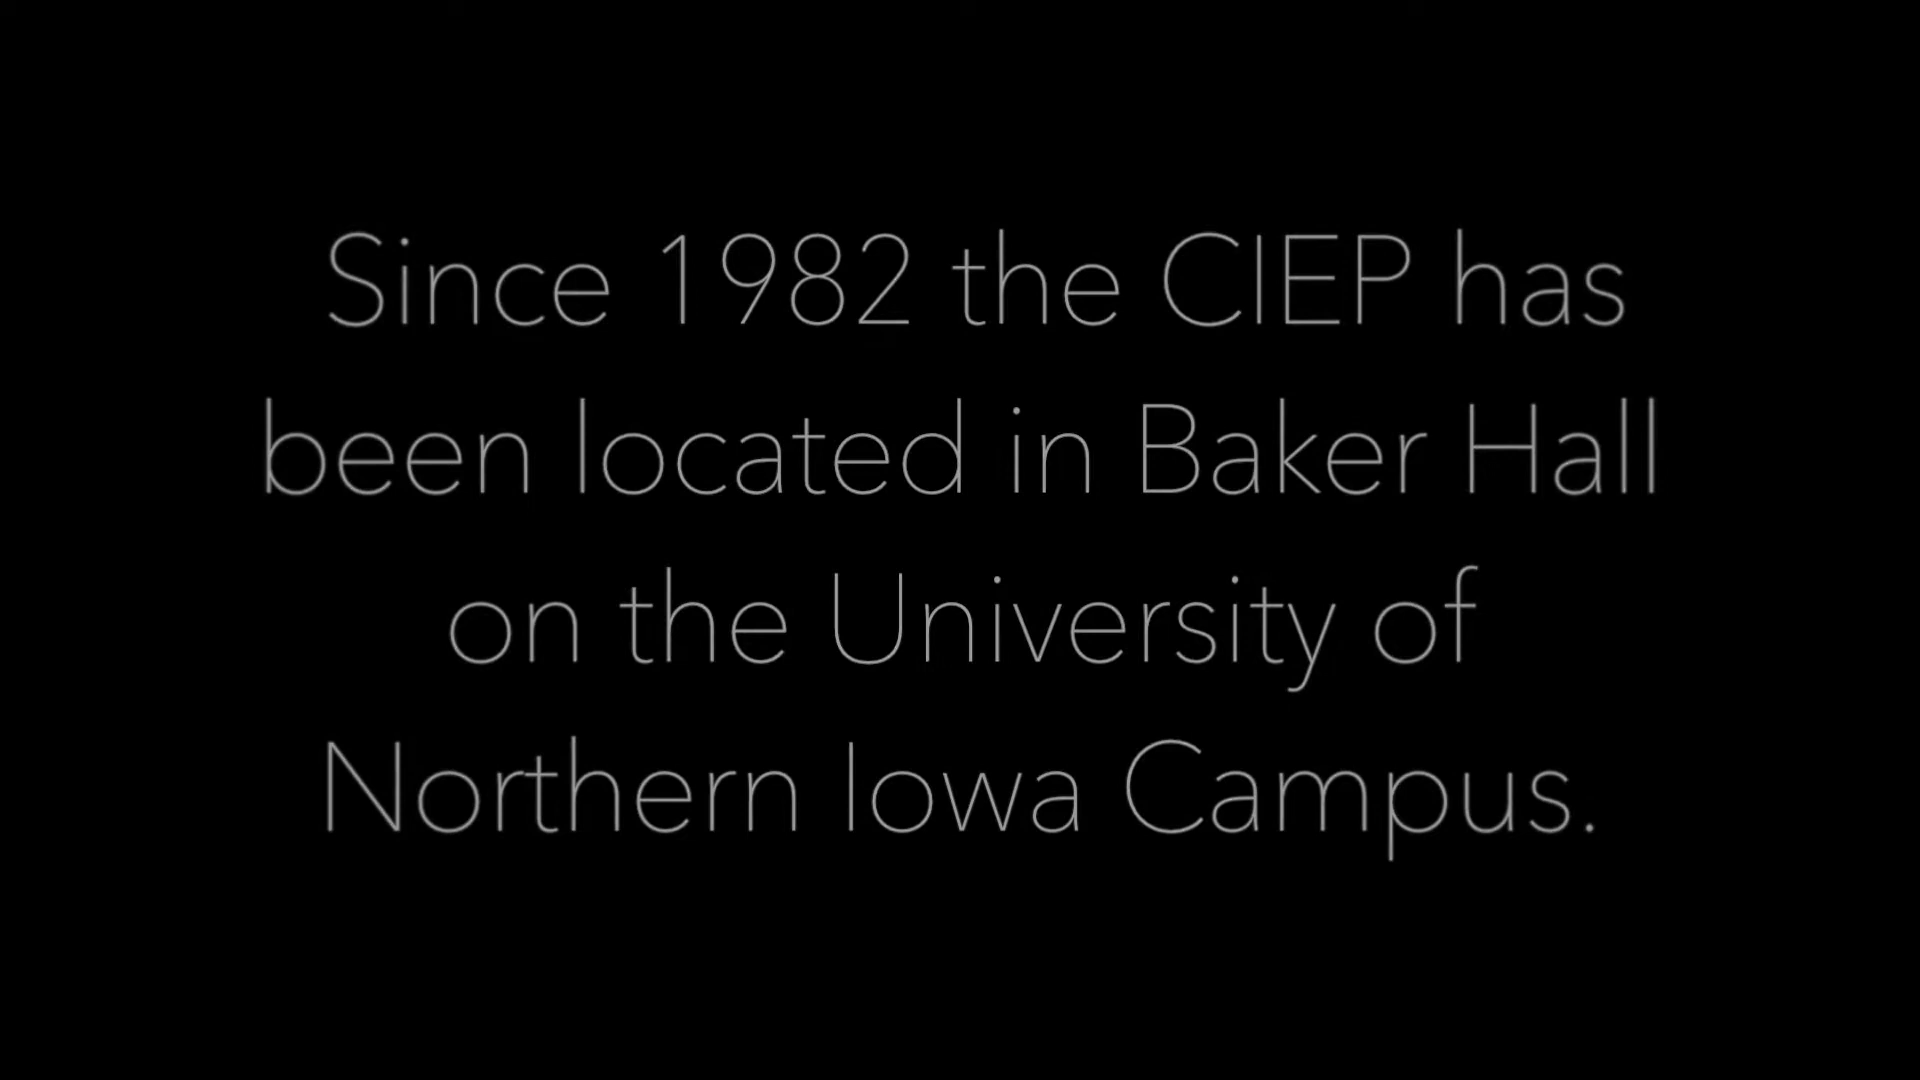 Since 1982 the CIEP has
been located in Baker Hall
on the University of
Northern Iowa Campus.